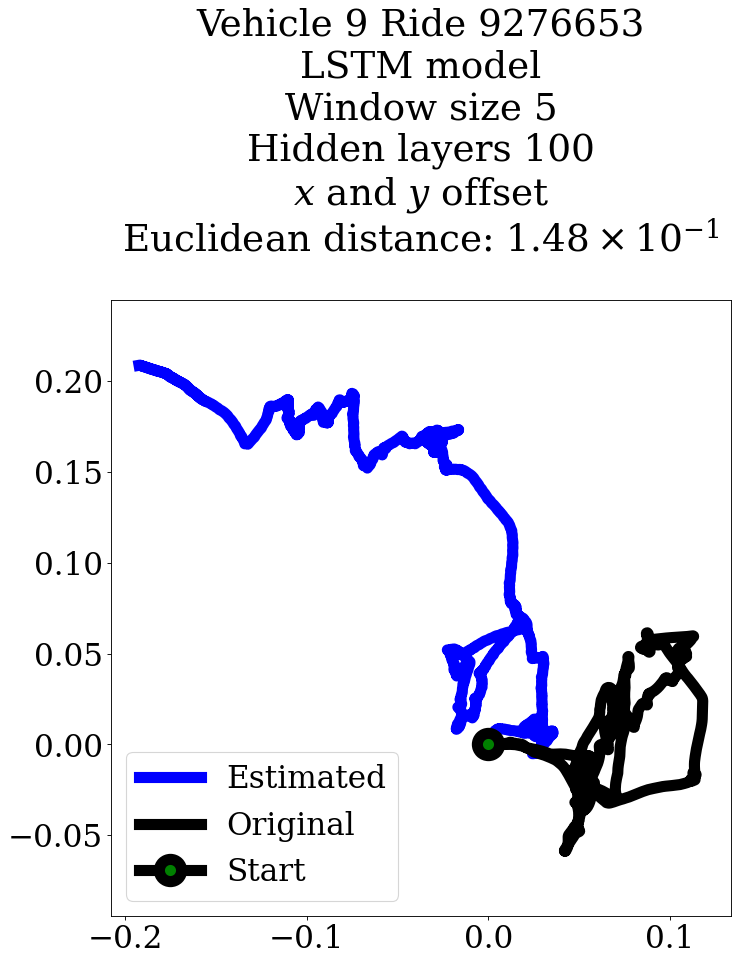 Vehicle 9 Ride 9276653
LSTM model
Window size 5
Hidden layers 100
x and y offset
Euclidean distance: 1.48 × 10⁻¹
0.20
0.15
0.10
0.05
0.00
−0.05
Estimated
Original
Start
−0.2
−0.1
0.0
0.1